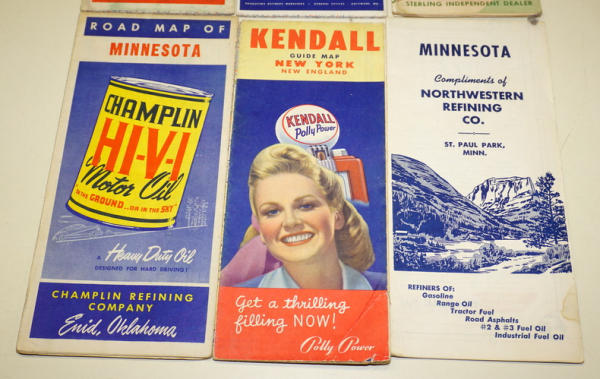 STERLING INDEPENDENT DEALER
ROAD MAP OF
MINNESOTA
CHAMPLIN
HI-V-I
Motor Oil
"IN THE GROUND...OR IN THE SKY"
A Heavy Duty Oil
DESIGNED FOR HARD DRIVING!
CHAMPLIN REFINING
COMPANY
Enid, Oklahoma
KENDALL
GUIDE MAP
NEW YORK
NEW ENGLAND
KENDALL
Polly Power
Get a thrilling
filling NOW!
Polly Power
MINNESOTA
Compliments of
NORTHWESTERN
REFINING
CO.
ST. PAUL PARK,
MINN.
REFINERS OF:
Gasoline
Range Oil
Tractor Fuel
Road Asphalts
#2 & #3 Fuel Oil
Industrial Fuel Oil